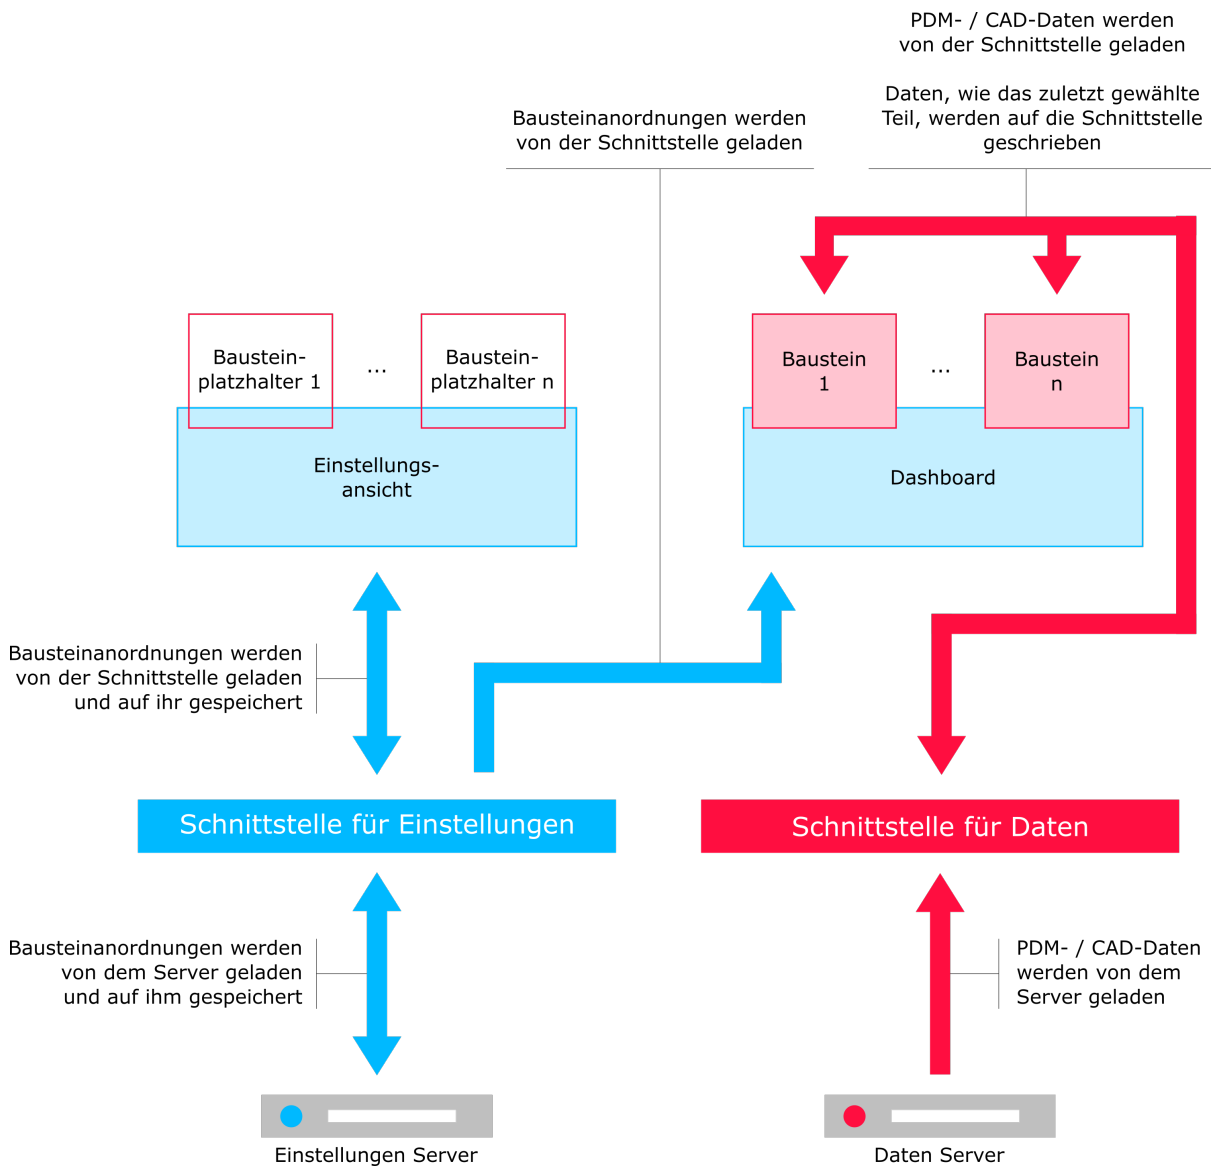 PDM- / CAD-Daten werden
von der Schnittstelle geladen
Daten, wie das zuletzt gewählte
Teil, werden auf die Schnittstelle
geschrieben
Bausteinanordnungen werden
von der Schnittstelle geladen
Baustein-
platzhalter 1
...
Baustein-
platzhalter n
Baustein
1
...
Baustein
n
Einstellungs-
ansicht
Dashboard
Bausteinanordnungen werden
von der Schnittstelle geladen
und auf ihr gespeichert
Schnittstelle für Einstellungen
Schnittstelle für Daten
Bausteinanordnungen werden
von dem Server geladen
und auf ihm gespeichert
PDM- / CAD-Daten
werden von dem
Server geladen
Einstellungen Server
Daten Server